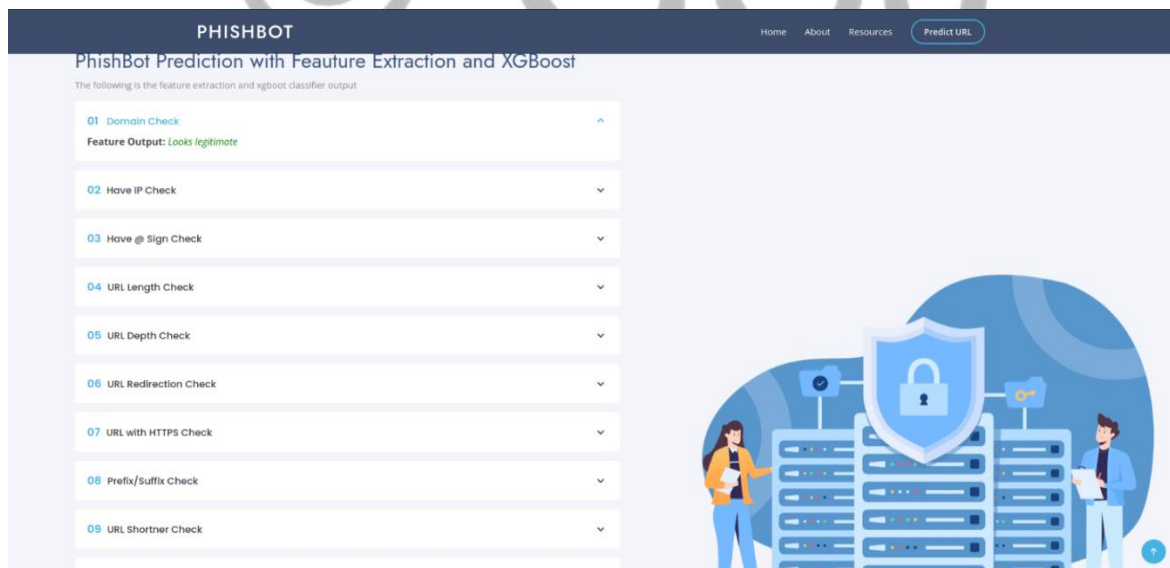 PHISHBOT
Home About Resources Predict URL
PhishBot Prediction with Feauture Extraction and XGBoost
The following is the feature extraction and xgboot classifier output
01 Domain Check
Feature Output: Looks legitimate
02 Have IP Check
03 Have @ Sign Check
04 URL Length Check
05 URL Depth Check
06 URL Redirection Check
07 URL with HTTPS Check
08 Prefix/Suffix Check
09 URL Shortner Check